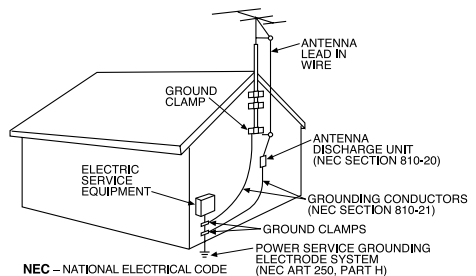 ANTENNA
LEAD IN
WIRE
GROUND
CLAMP
ANTENNA
DISCHARGE UNIT
(NEC SECTION 810-20)
ELECTRIC
SERVICE
EQUIPMENT
GROUNDING CONDUCTORS
(NEC SECTION 810-21)
GROUND CLAMPS
POWER SERVICE GROUNDING
ELECTRODE SYSTEM
(NEC ART 250, PART H)
NEC – NATIONAL ELECTRICAL CODE